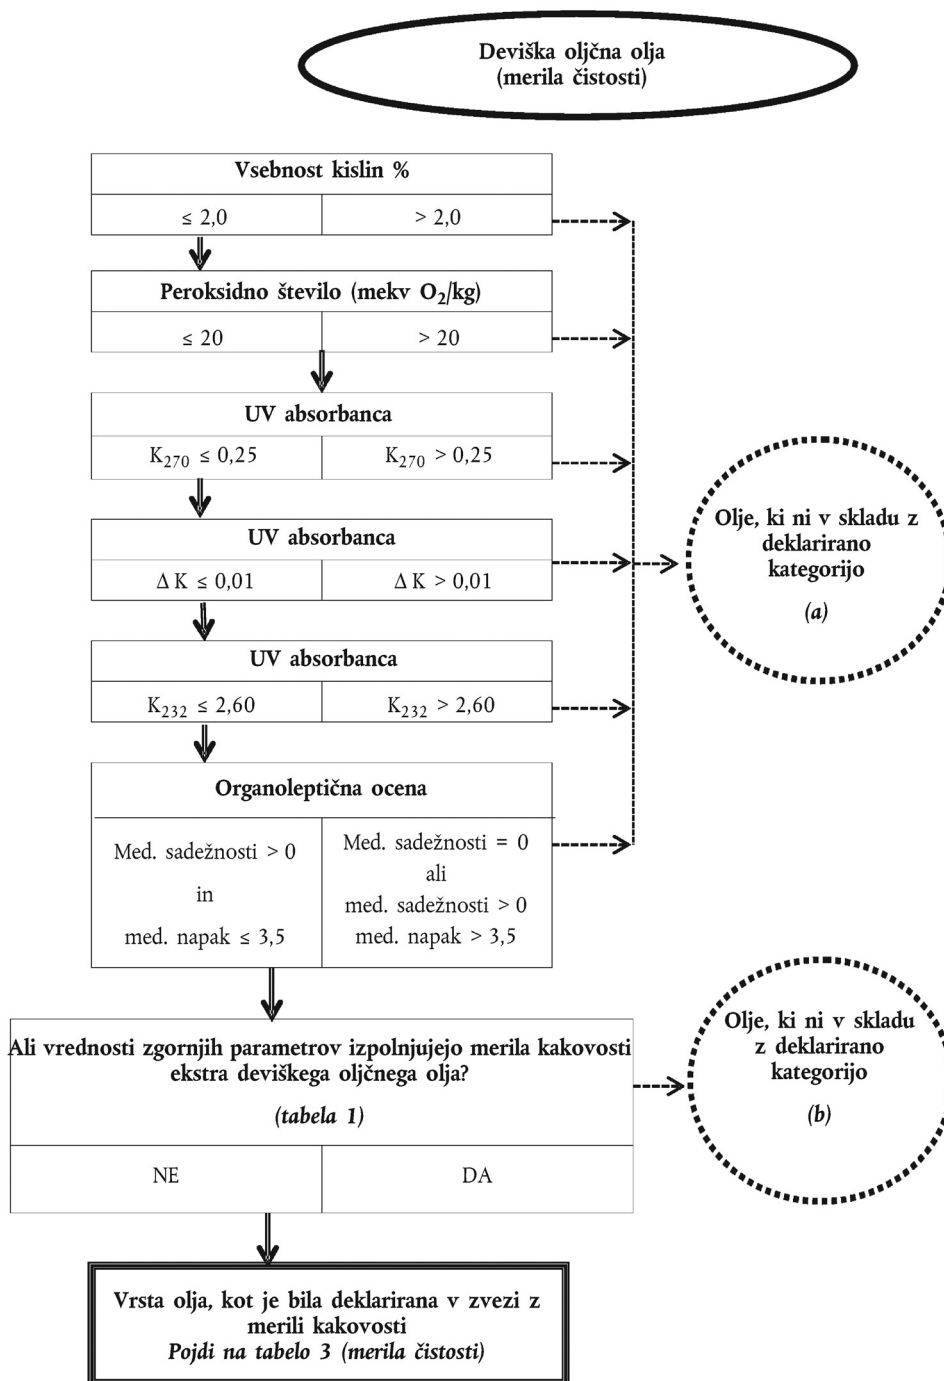 Deviška oljčna olja
(merila čistosti)
Vsebnost kislin %
≤ 2,0
> 2,0
Peroksidno število (mekv O₂/kg)
≤ 20
> 20
UV absorbanca
K₂₇₀ ≤ 0,25
K₂₇₀ > 0,25
UV absorbanca
Δ K ≤ 0,01
Δ K > 0,01
UV absorbanca
K₂₃₂ ≤ 2,60
K₂₃₂ > 2,60
Organoleptična ocena
Med. sadežnosti > 0
in
med. napak ≤ 3,5
Med. sadežnosti = 0
ali
med. sadežnosti > 0
med. napak > 3,5
Olje, ki ni v skladu z
deklarirano
kategorijo
(a)
Ali vrednosti zgornjih parametrov izpolnjujejo merila kakovosti
ekstra deviškega oljčnega olja?
(tabela 1)
NE
DA
Olje, ki ni v skladu
z deklarirano
kategorijo
(b)
Vrsta olja, kot je bila deklarirana v zvezi z
merili kakovosti
Pojdi na tabelo 3 (merila čistosti)